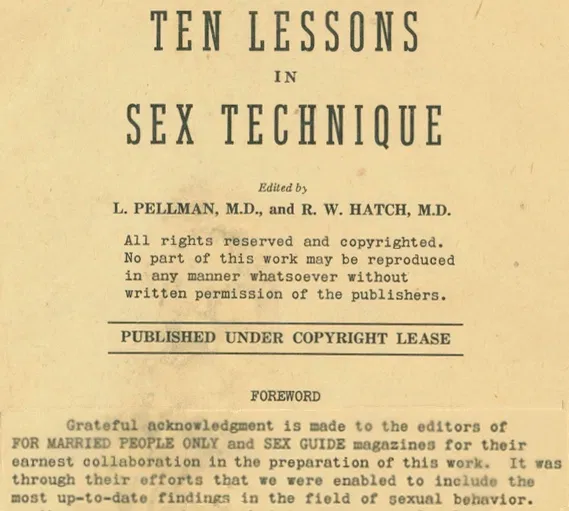 TEN LESSONS
IN
SEX TECHNIQUE
Edited by
L. PELLMAN, M.D., and R. W. HATCH, M.D.
All rights reserved and copyrighted.
No part of this work may be reproduced
in any manner whatsoever without
written permission of the publishers.
PUBLISHED UNDER COPYRIGHT LEASE
FOREWORD
Grateful acknowledgment is made to the editors of
FOR MARRIED PEOPLE ONLY and SEX GUIDE magazines for their
earnest collaboration in the preparation of this work. It was
through their efforts that we were enabled to include the
most up-to-date findings in the field of sexual behavior.